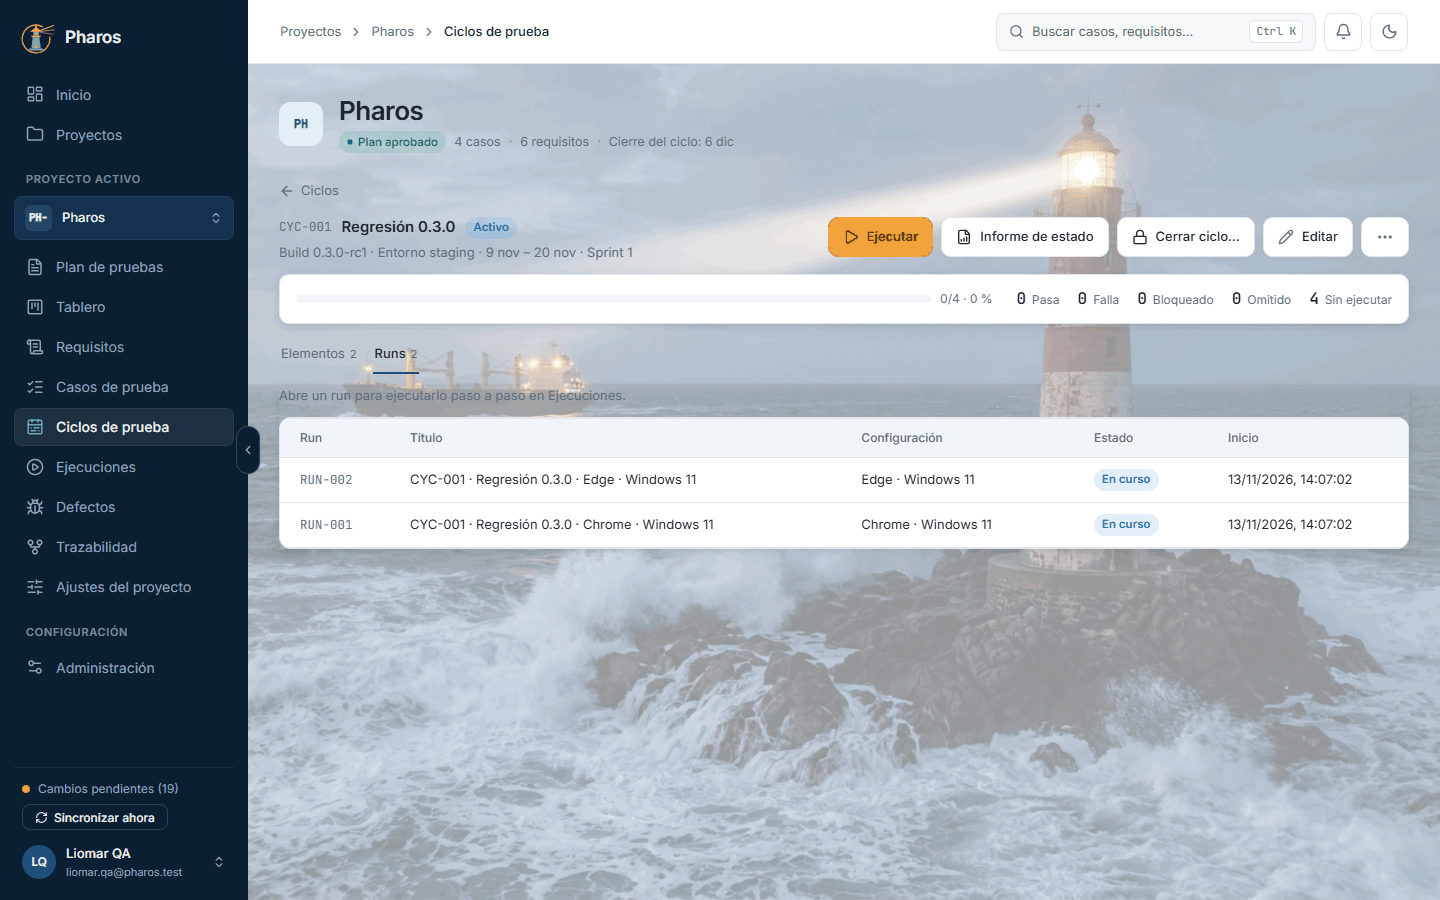 Pharos
Inicio
Proyectos
PROYECTO ACTIVO
PH- Pharos
Plan de pruebas
Tablero
Requisitos
Casos de prueba
Ciclos de prueba
Ejecuciones
Defectos
Trazabilidad
Ajustes del proyecto
CONFIGURACIÓN
Administración
Cambios pendientes (19)
Sincronizar ahora
LQ Liomar QA
liomar.qa@pharos.test
Proyectos > Pharos > Ciclos de prueba
Buscar casos, requisitos... Ctrl K
PH Pharos
Plan aprobado 4 casos · 6 requisitos · Cierre del ciclo: 6 dic
← Ciclos
CYC-001 Regresión 0.3.0 Activo
Build 0.3.0-rc1 · Entorno staging · 9 nov – 20 nov · Sprint 1
Ejecutar Informe de estado Cerrar ciclo... Editar ...
0/4 · 0 % 0 Pasa 0 Falla 0 Bloqueado 0 Omitido 4 Sin ejecutar
Elementos 2 Runs 2
Abre un run para ejecutarlo paso a paso en Ejecuciones.
Run Título Configuración Estado Inicio
RUN-002 CYC-001 · Regresión 0.3.0 · Edge · Windows 11 Edge · Windows 11 En curso 13/11/2026, 14:07:02
RUN-001 CYC-001 · Regresión 0.3.0 · Chrome · Windows 11 Chrome · Windows 11 En curso 13/11/2026, 14:07:02